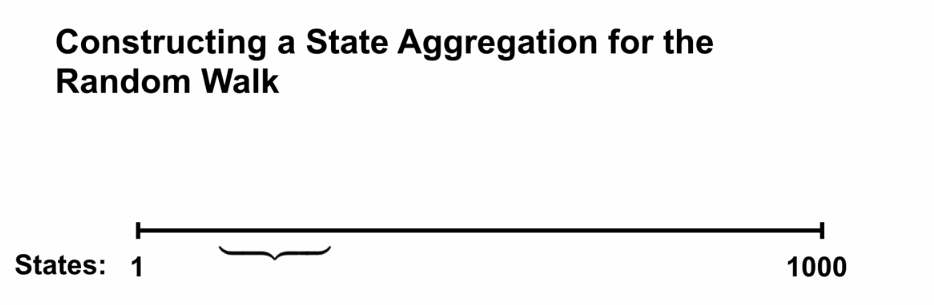 Constructing a State Aggregation for the
Random Walk
States: 1 1000